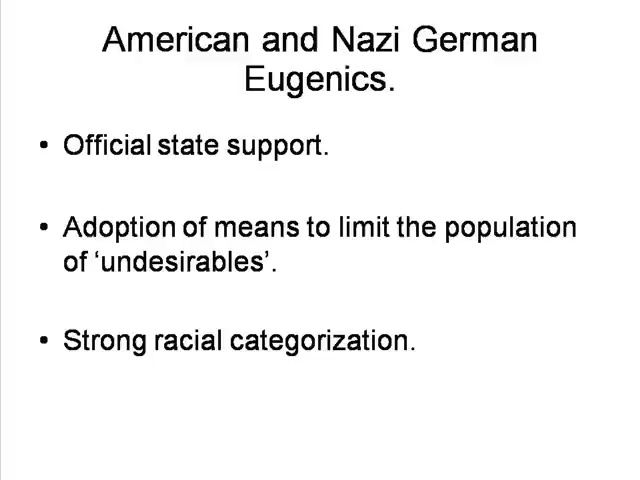 American and Nazi German
Eugenics.
• Official state support.
• Adoption of means to limit the population
of ‘undesirables’.
• Strong racial categorization.